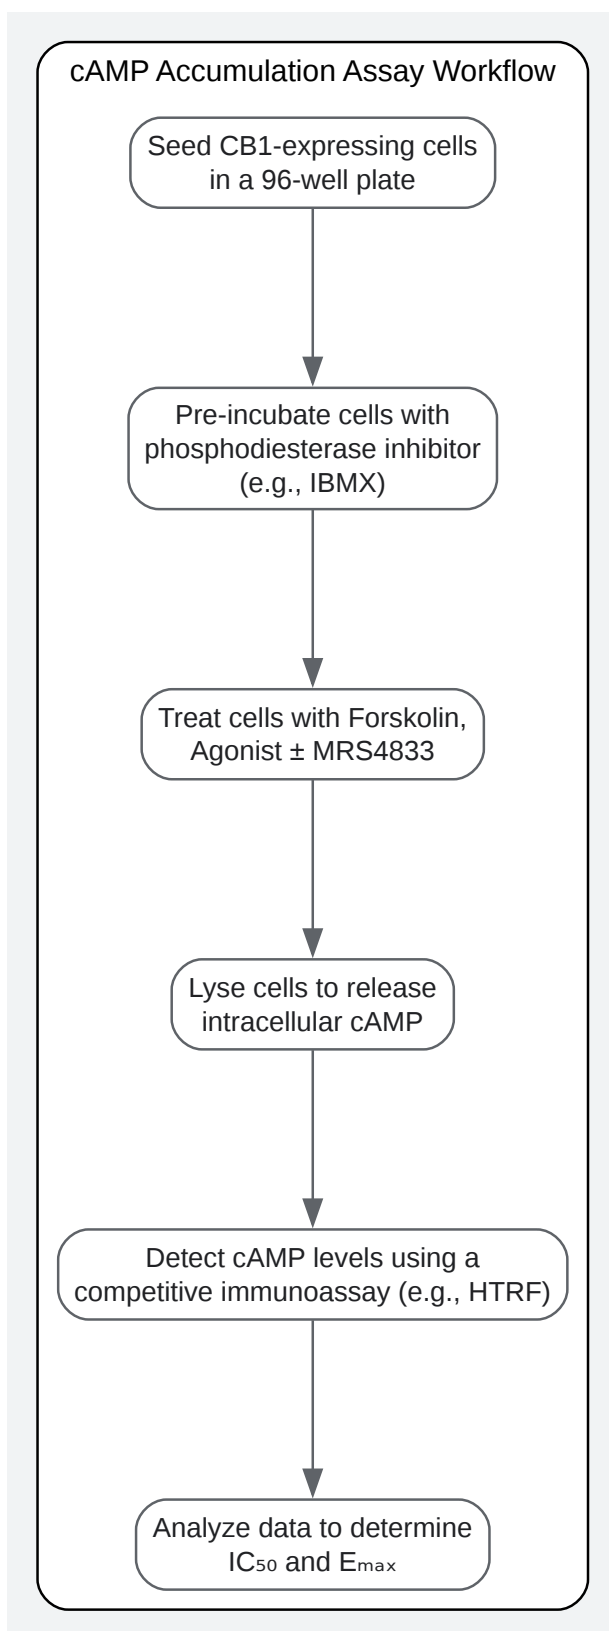 cAMP Accumulation Assay Workflow
Seed CB1-expressing cells
in a 96-well plate
Pre-incubate cells with
phosphodiesterase inhibitor
(e.g., IBMX)
Treat cells with Forskolin,
Agonist ± MRS4833
Lyse cells to release
intracellular cAMP
Detect cAMP levels using a
competitive immunoassay (e.g., HTRF)
Analyze data to determine
IC₅₀ and Eₘₐₓ